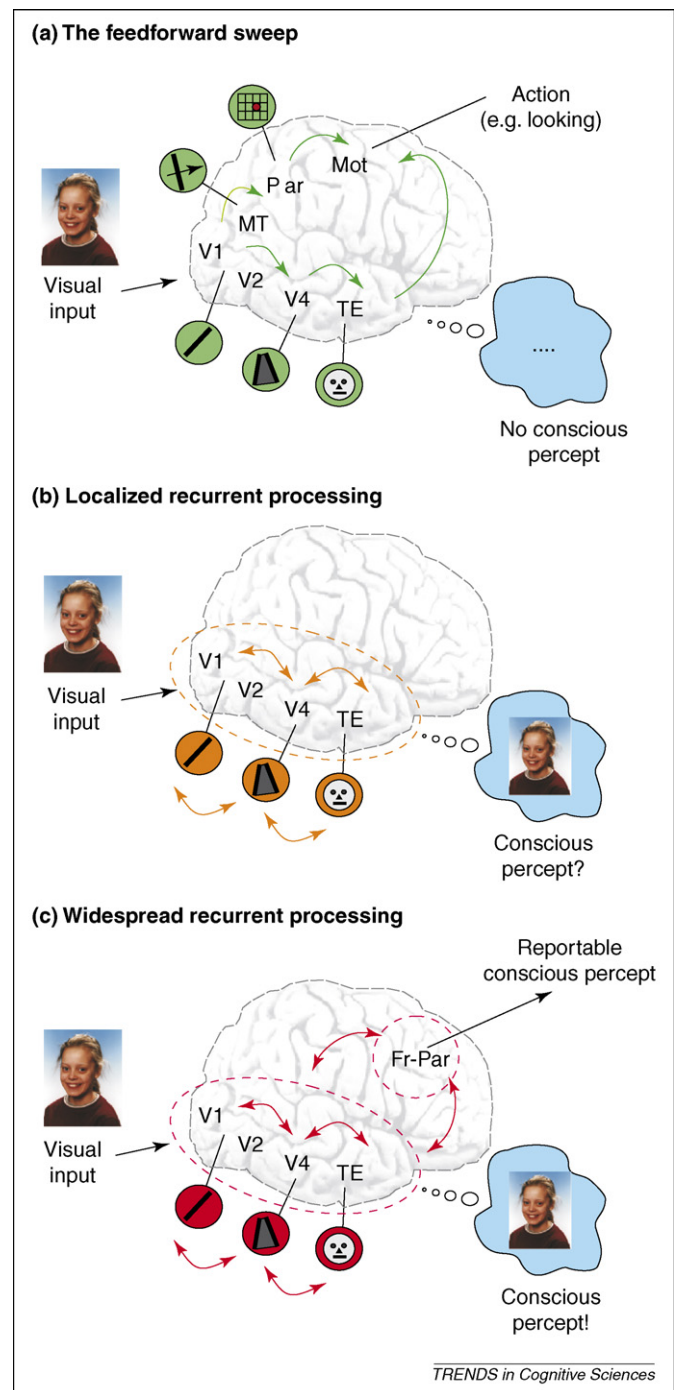 (a) The feedforward sweep
Action
(e.g. looking)
Mot
Par
MT
V1
V2
V4
TE
Visual
input
....
No conscious
percept
(b) Localized recurrent processing
V1
V2
V4
TE
Visual
input
Conscious
percept?
(c) Widespread recurrent processing
Reportable
conscious percept
Fr-Par
V1
V2
V4
TE
Visual
input
Conscious
percept!
TRENDS in Cognitive Sciences